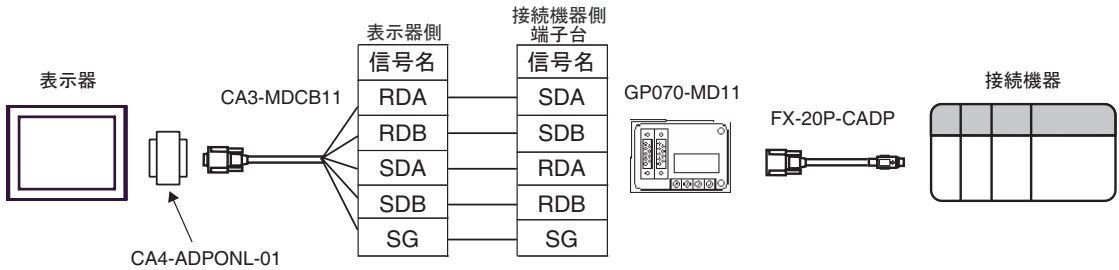 表示器
CA4-ADPONL-01
CA3-MDCB11
表示器側
信号名
RDA
RDB
SDA
SDB
SG
接続機器側
端子台
信号名
SDA
SDB
RDA
RDB
SG
GP070-MD11
FX-20P-CADP
接続機器